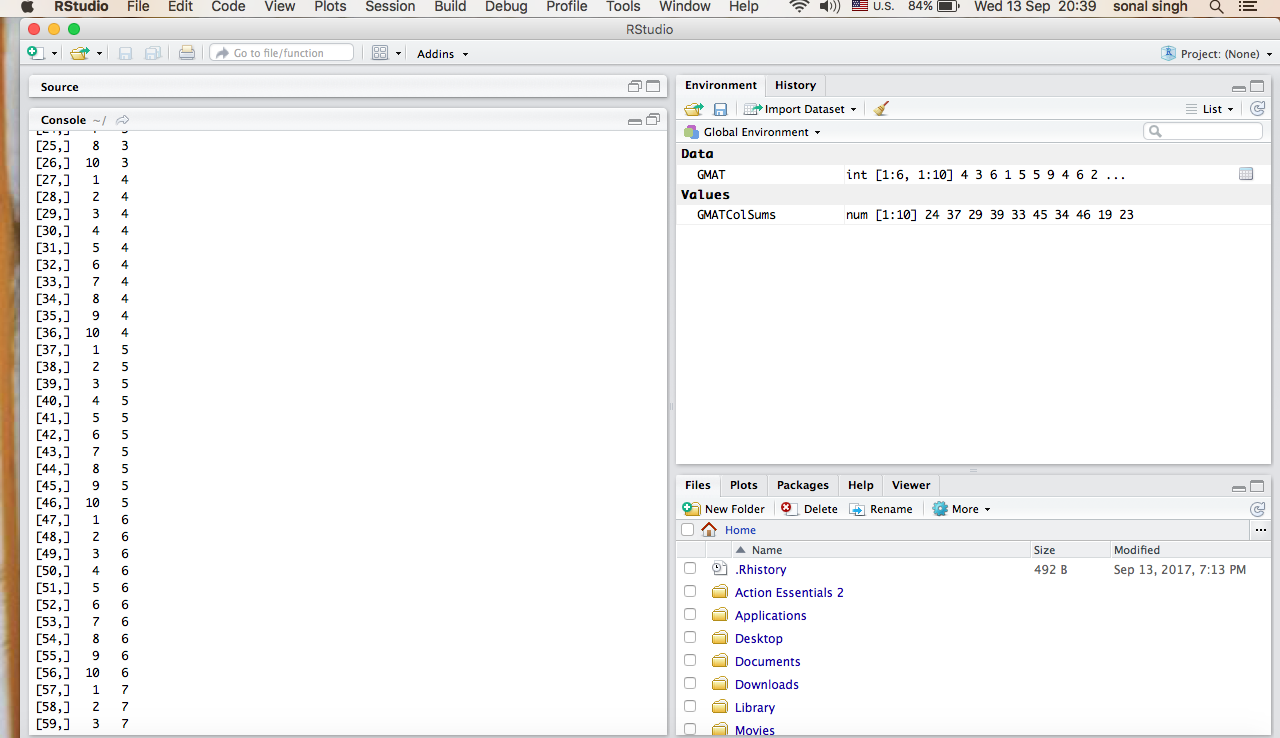 RStudio File Edit Code View Plots Session Build Debug Profile Tools Window Help U.S. 84% Wed 13 Sep 20:39 sonal singh
RStudio
Go to file/function Addins Project: (None)
Source
Console ~/
[25,] 8 3
[26,] 10 3
[27,] 1 4
[28,] 2 4
[29,] 3 4
[30,] 4 4
[31,] 5 4
[32,] 6 4
[33,] 7 4
[34,] 8 4
[35,] 9 4
[36,] 10 4
[37,] 1 5
[38,] 2 5
[39,] 3 5
[40,] 4 5
[41,] 5 5
[42,] 6 5
[43,] 7 5
[44,] 8 5
[45,] 9 5
[46,] 10 5
[47,] 1 6
[48,] 2 6
[49,] 3 6
[50,] 4 6
[51,] 5 6
[52,] 6 6
[53,] 7 6
[54,] 8 6
[55,] 9 6
[56,] 10 6
[57,] 1 7
[58,] 2 7
[59,] 3 7
Environment History
Import Dataset List
Global Environment
Data
GMAT int [1:6, 1:10] 4 3 6 1 5 5 9 4 6 2 ...
Values
GMATColSums num [1:10] 24 37 29 39 33 45 34 46 19 23
Files Plots Packages Help Viewer
New Folder Delete Rename More
Home ...
Name Size Modified
.Rhistory 492 B Sep 13, 2017, 7:13 PM
Action Essentials 2
Applications
Desktop
Documents
Downloads
Library
Movies